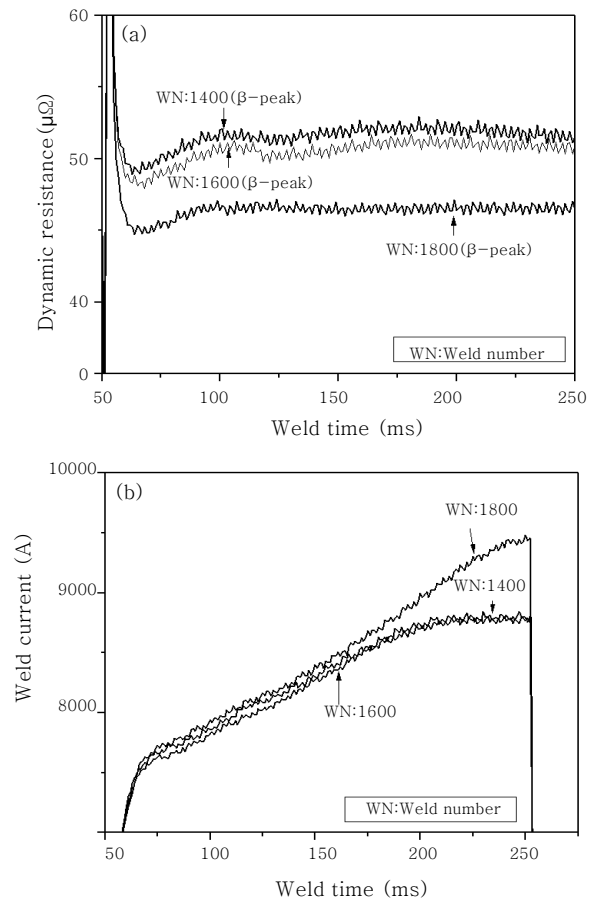 (a)
60
50
40
0
Dynamic resistance (μΩ)
WN:1400(β-peak)
WN:1600(β-peak)
WN:1800(β-peak)
WN:Weld number
50 100 150 200 250
Weld time (ms)
(b)
10000
9000
8000
Weld current (A)
WN:1800
WN:1400
WN:1600
WN:Weld number
50 100 150 200 250
Weld time (ms)